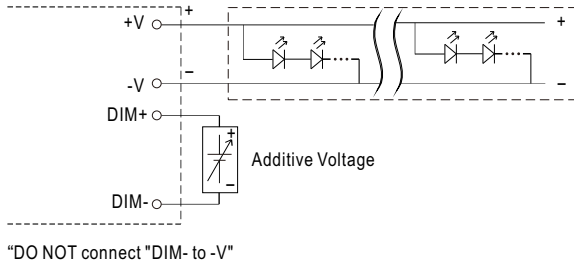 +V
+
+
-V
–
–
DIM+
+
Additive Voltage
–
DIM-
“DO NOT connect "DIM- to -V"